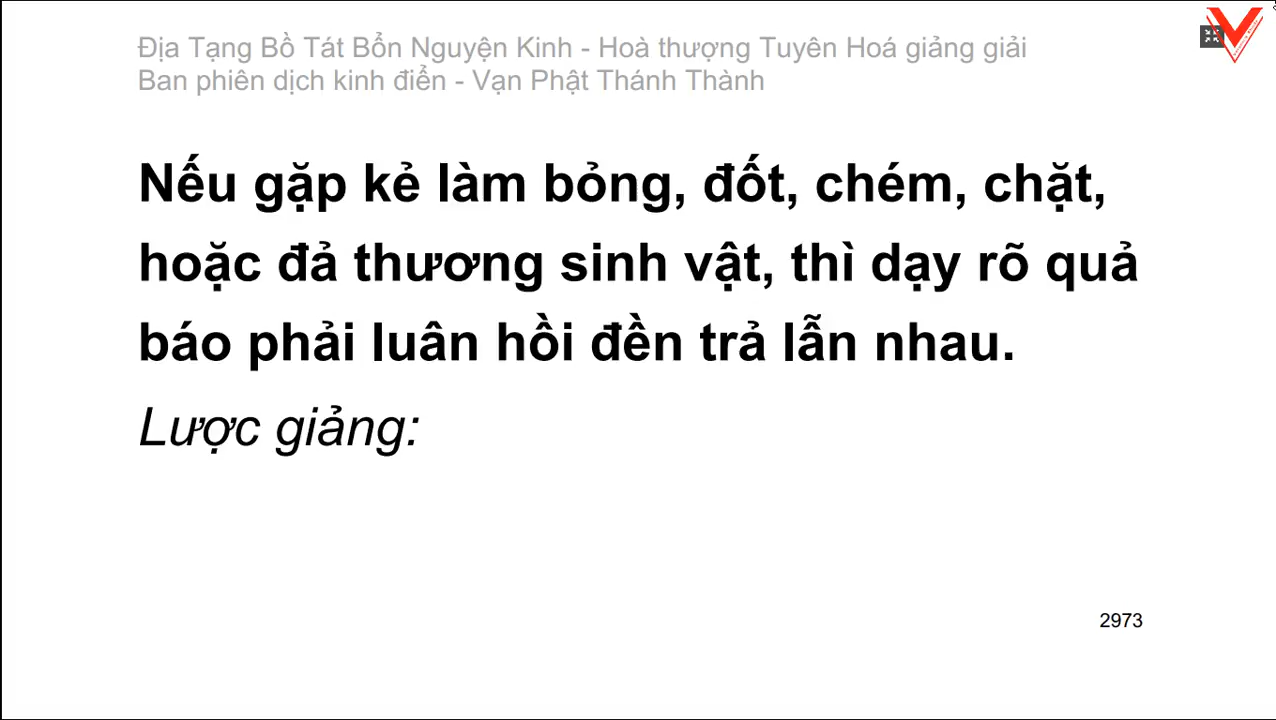 Địa Tạng Bồ Tát Bổn Nguyện Kinh - Hoà thượng Tuyên Hoá giảng giải
Ban phiên dịch kinh điển - Vạn Phật Thánh Thành
Nếu gặp kẻ làm bỏng, đốt, chém, chặt,
hoặc đả thương sinh vật, thì dạy rõ quả
báo phải luân hồi đền trả lẫn nhau.
Lược giảng:
2973